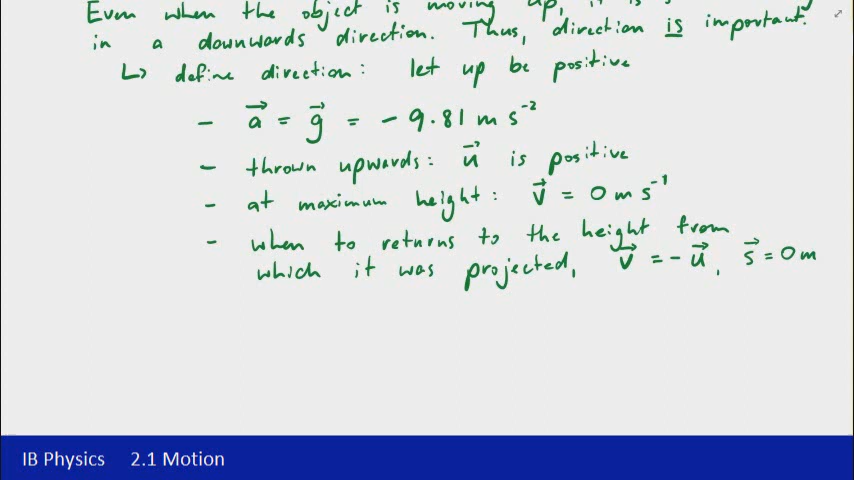 Even when the object is moving up, it is
in a downwards direction. Thus, direction is important.
↳ define direction: let up be positive
- a⃗ = g⃗ = -9.81 m s⁻²
- thrown upwards: u⃗ is positive
- at maximum height: v⃗ = 0 m s⁻¹
- when to returns to the height from
which it was projected, v⃗ = - u⃗, s⃗ = 0 m
IB Physics 2.1 Motion